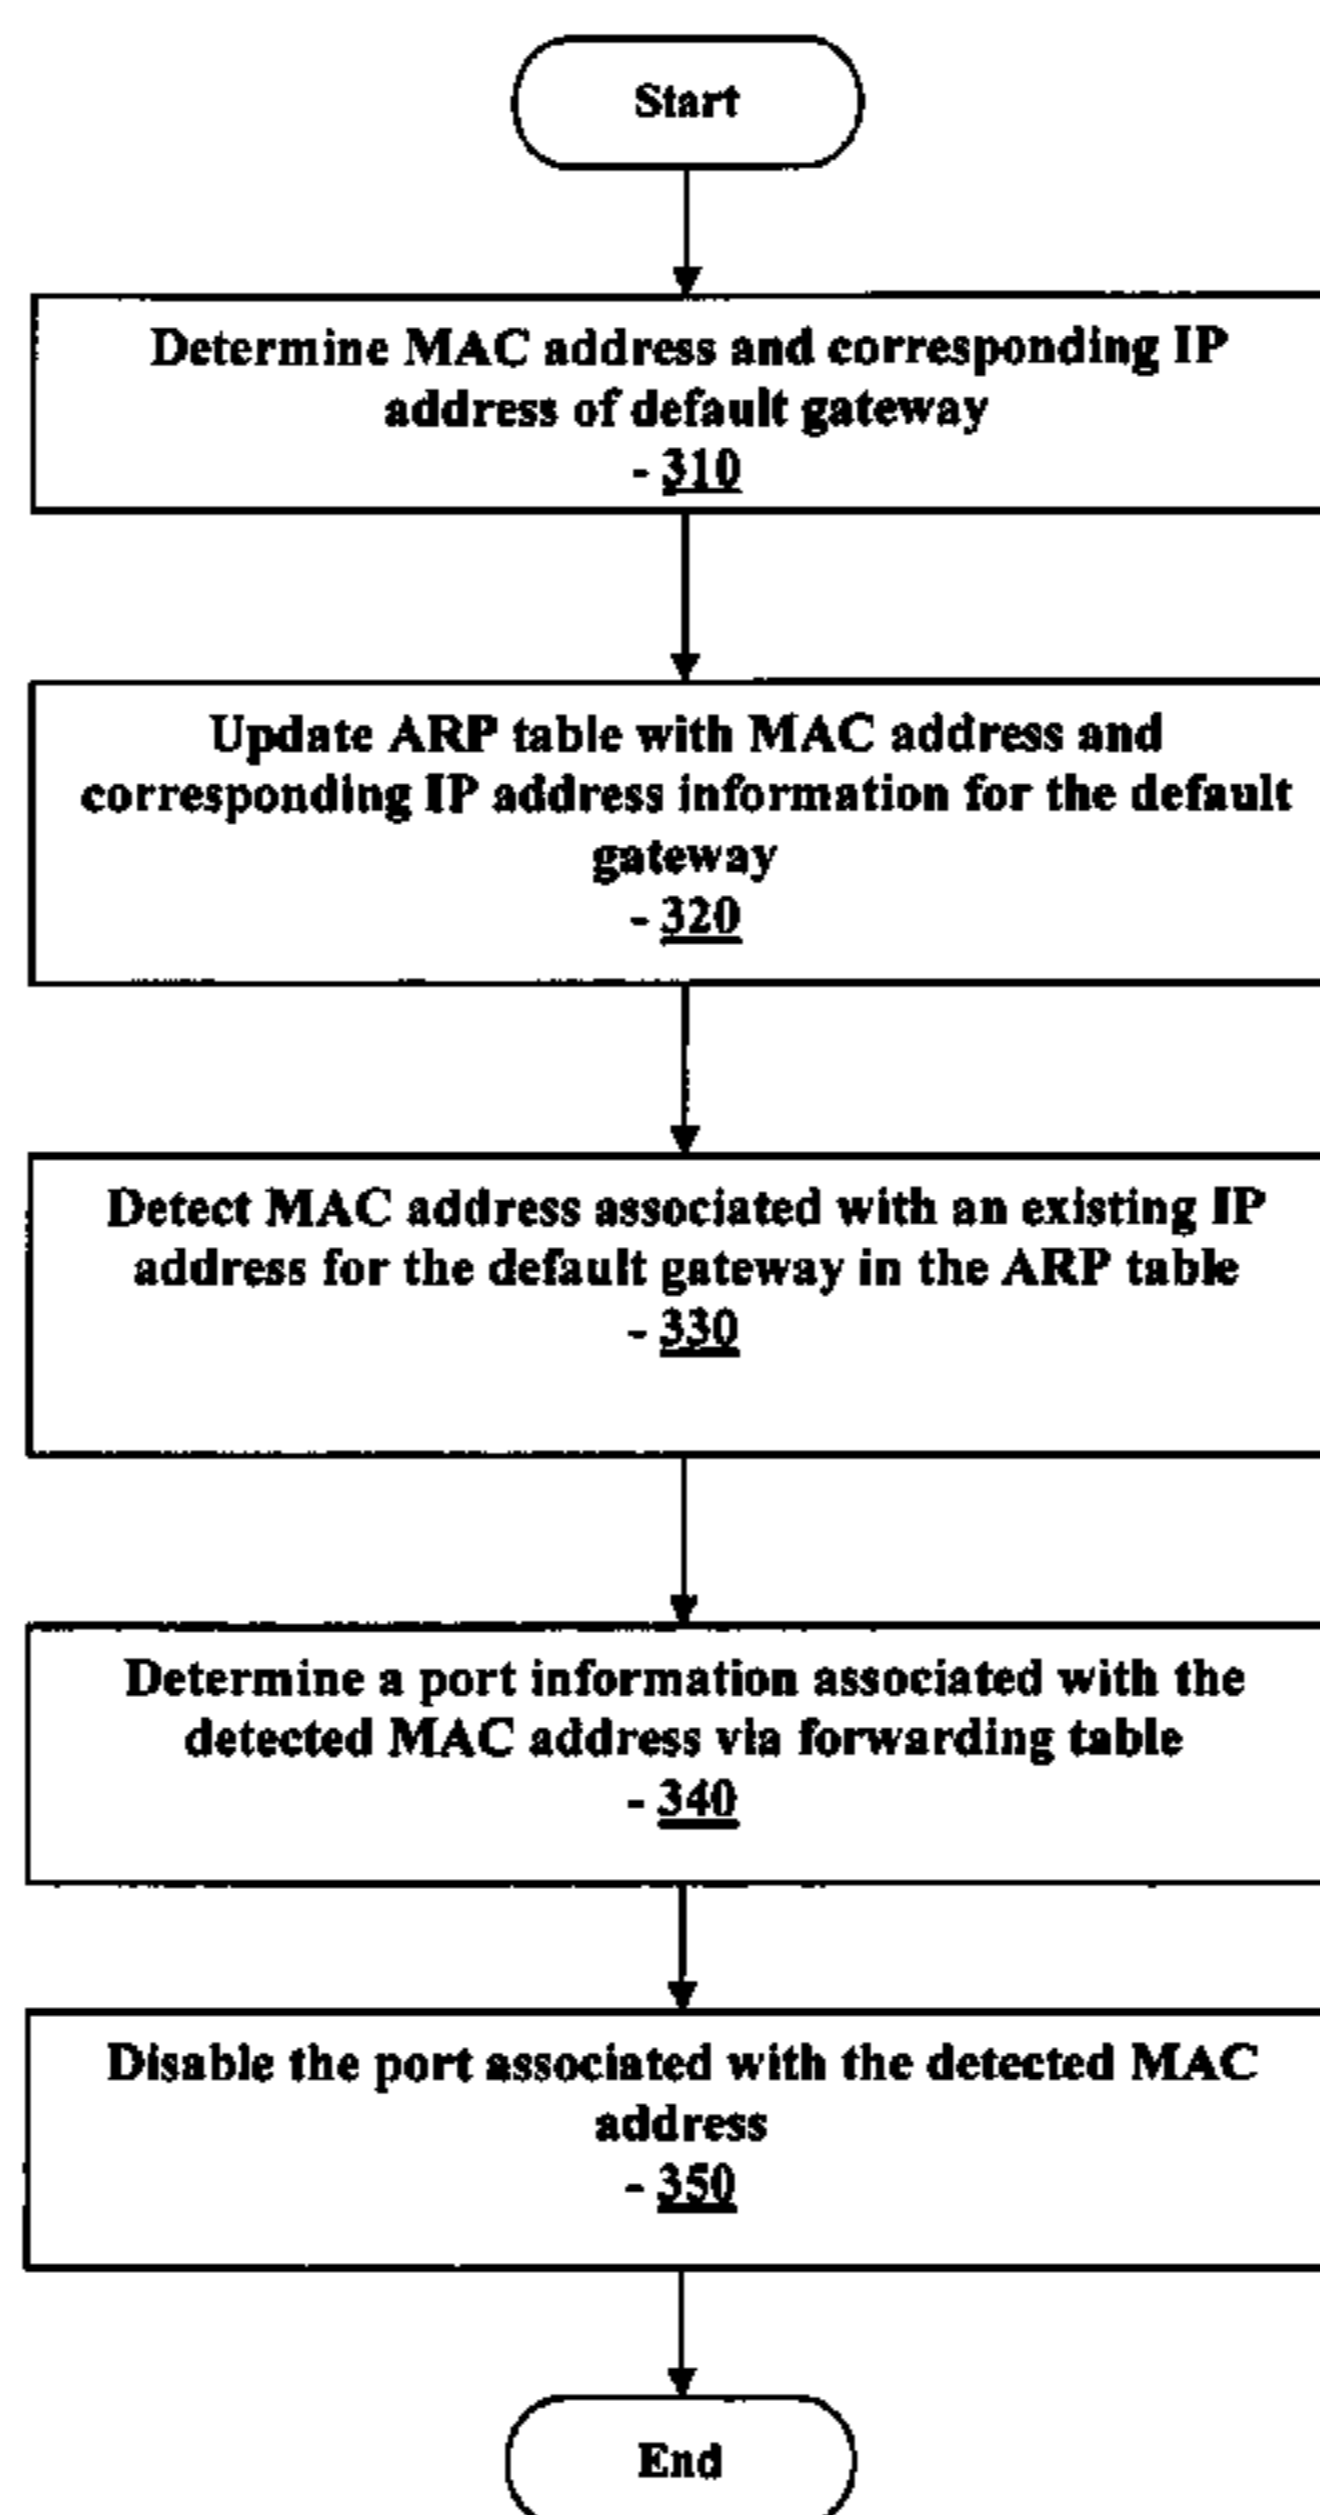 Start
Determine MAC address and corresponding IP
address of default gateway
- 310
Update ARP table with MAC address and
corresponding IP address information for the default
gateway
- 320
Detect MAC address associated with an existing IP
address for the default gateway in the ARP table
- 330
Determine a port information associated with the
detected MAC address via forwarding table
- 340
Disable the port associated with the detected MAC
address
- 350
End